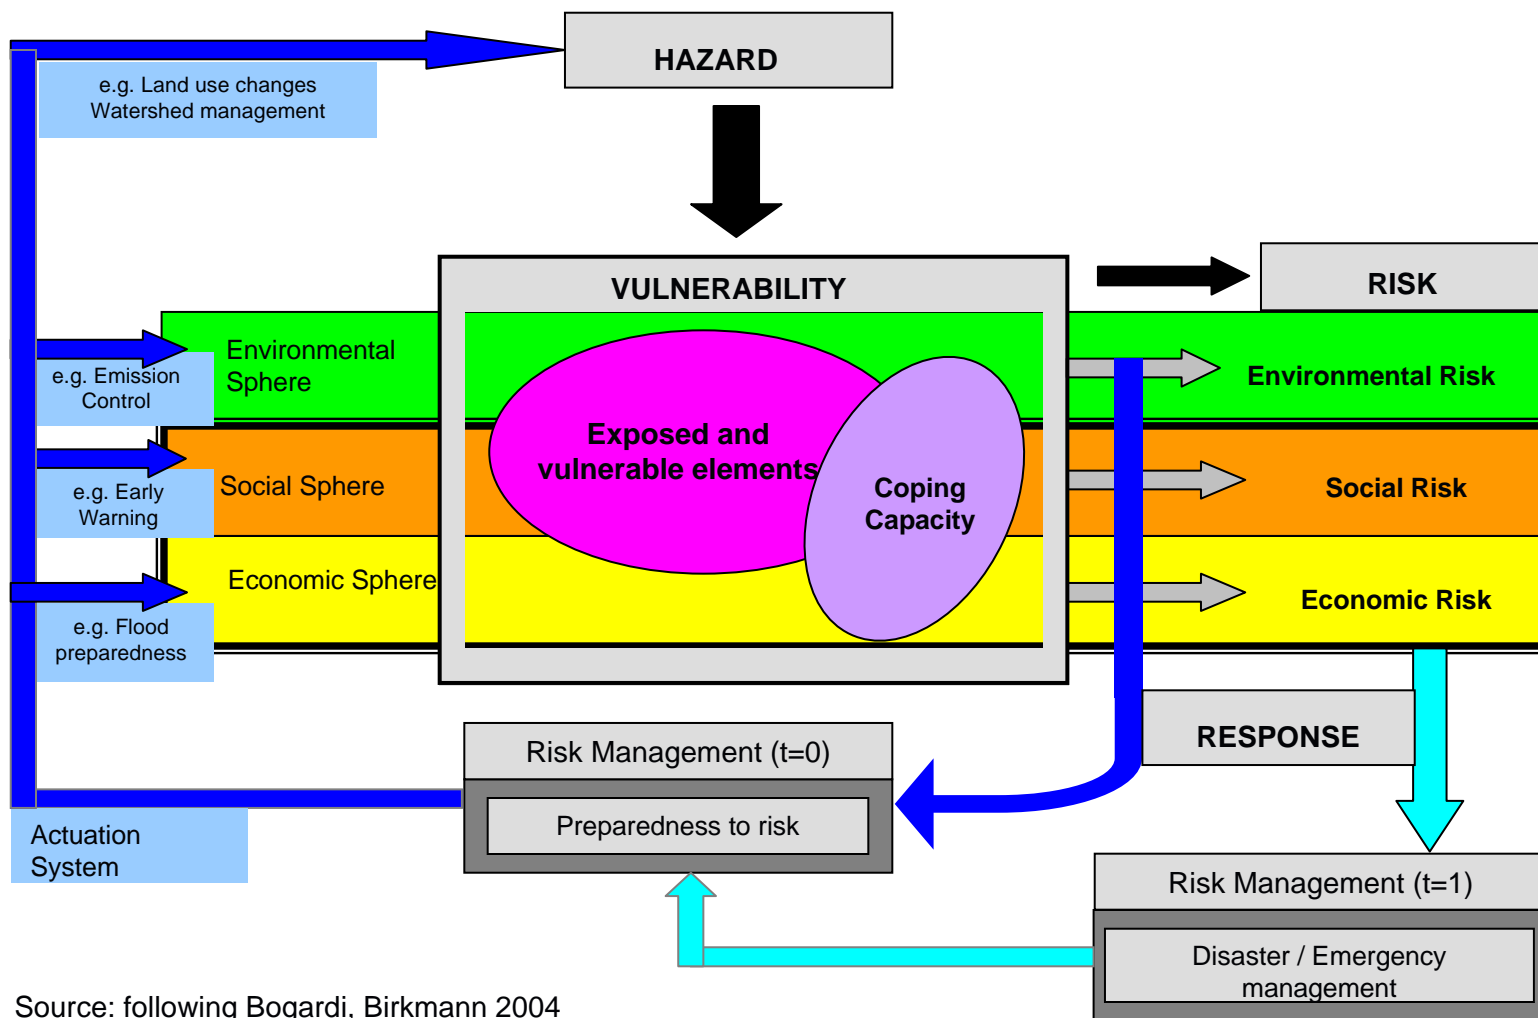 HAZARD
e.g. Land use changes
Watershed management
VULNERABILITY
RISK
Environmental
Sphere
e.g. Emission
Control
Environmental Risk
Exposed and
vulnerable elements
Social Sphere
e.g. Early
Warning
Coping
Capacity
Social Risk
Economic Sphere
e.g. Flood
preparedness
Economic Risk
RESPONSE
Risk Management (t=0)
Preparedness to risk
Actuation
System
Risk Management (t=1)
Disaster / Emergency
management
Source: following Bogardi, Birkmann 2004